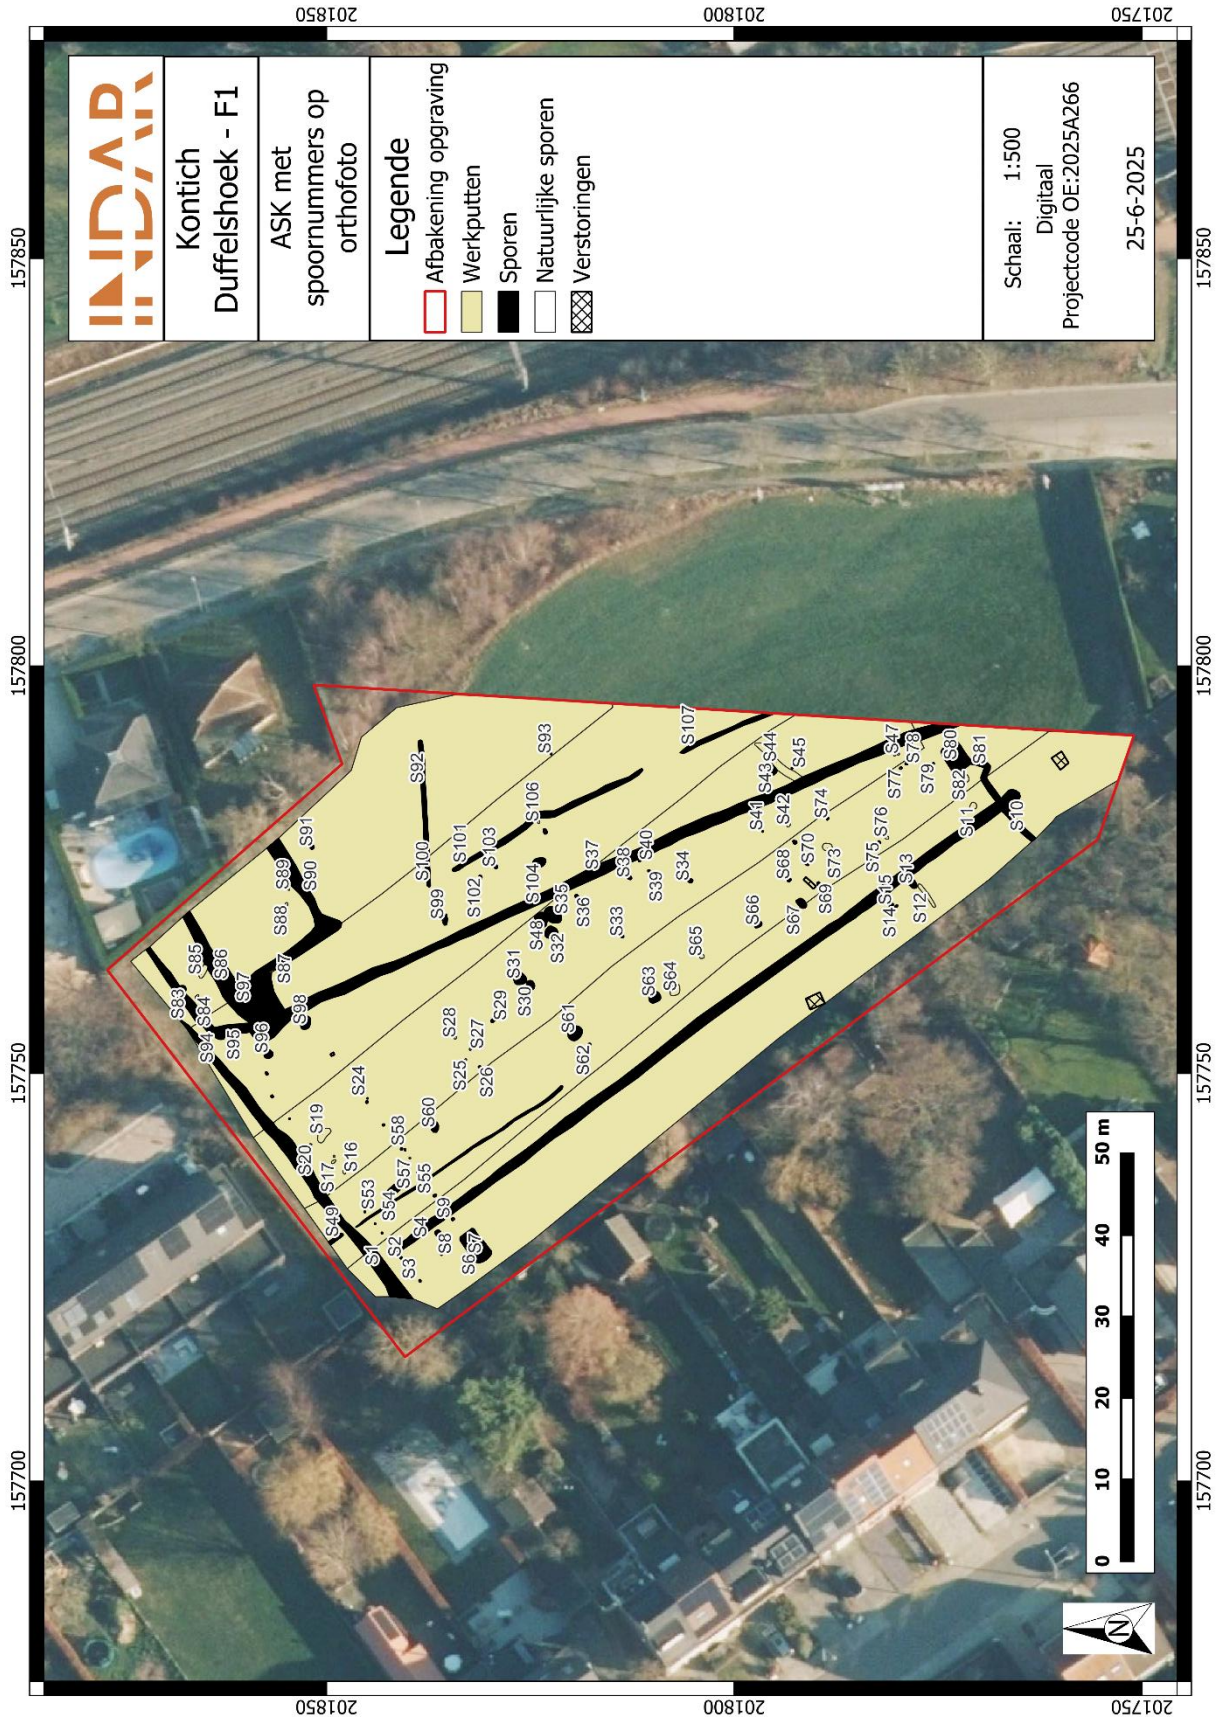 INDAR
Kontich
Duffelshoek - F1
ASK met
spoornummers op
orthofoto
Legende
Afbakening opgraving
Werkputten
Sporen
Natuurlijke sporen
Verstoringen
Schaal: 1:500
Digitaal
Projectcode OE:2025A266
25-6-2025
157700
157750
157800
157850
201850
201800
201750
157700
157750
157800
157850
201850
201800
201750
S83
S85
S84
S86
S94
S95
S97
S96
S87
S98
S88
S89
S90
S91
S92
S100
S99
S101
S102
S103
S104
S106
S93
S107
S24
S19
S20
S17
S16
S49
S53
S58
S57
S54
S55
S60
S1
S2
S3
S4
S9
S8
S6
S7
S28
S25
S27
S26
S29
S31
S30
S48
S32
S35
S36
S37
S33
S38
S40
S39
S34
S61
S62
S63
S64
S65
S66
S67
S68
S69
S70
S73
S74
S41
S42
S43
S44
S45
S47
S75
S76
S77
S78
S79
S80
S81
S82
S11
S10
S13
S15
S14
S12
0 10 20 30 40 50 m
N